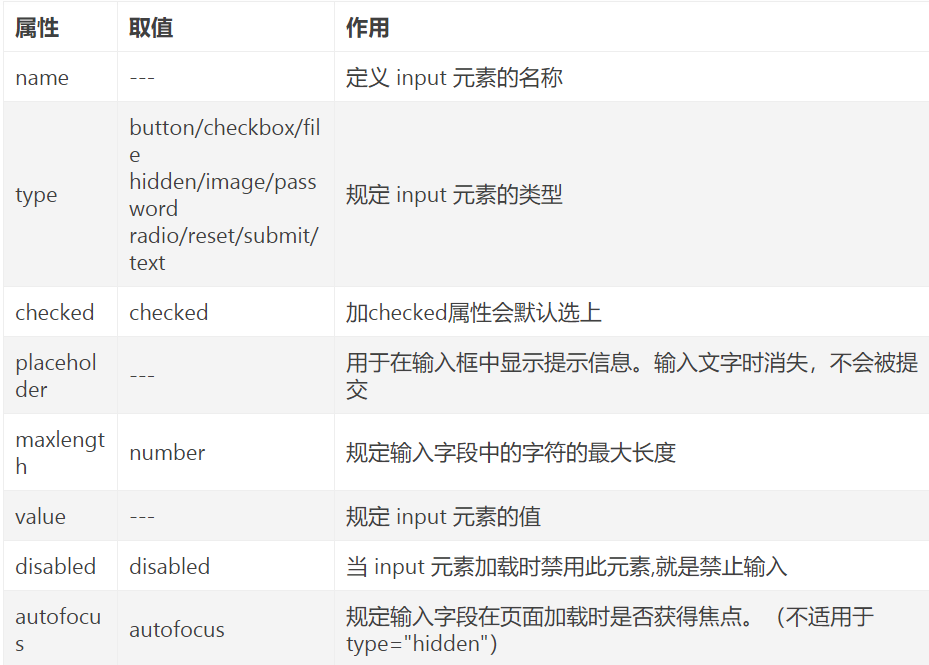 属性 取值 作用
name --- 定义 input 元素的名称
button/checkbox/fil
e
hidden/image/pass
type word 规定 input 元素的类型
radio/reset/submit/
text
checked checked 加checked属性会默认选上
placehol
der --- 用于在输入框中显示提示信息。输入文字时消失，不会被提
交
maxlengt
h number 规定输入字段中的字符的最大长度
value --- 规定 input 元素的值
disabled disabled 当 input 元素加载时禁用此元素,就是禁止输入
autofocu
s autofocus 规定输入字段在页面加载时是否获得焦点。（不适用于
type="hidden"）